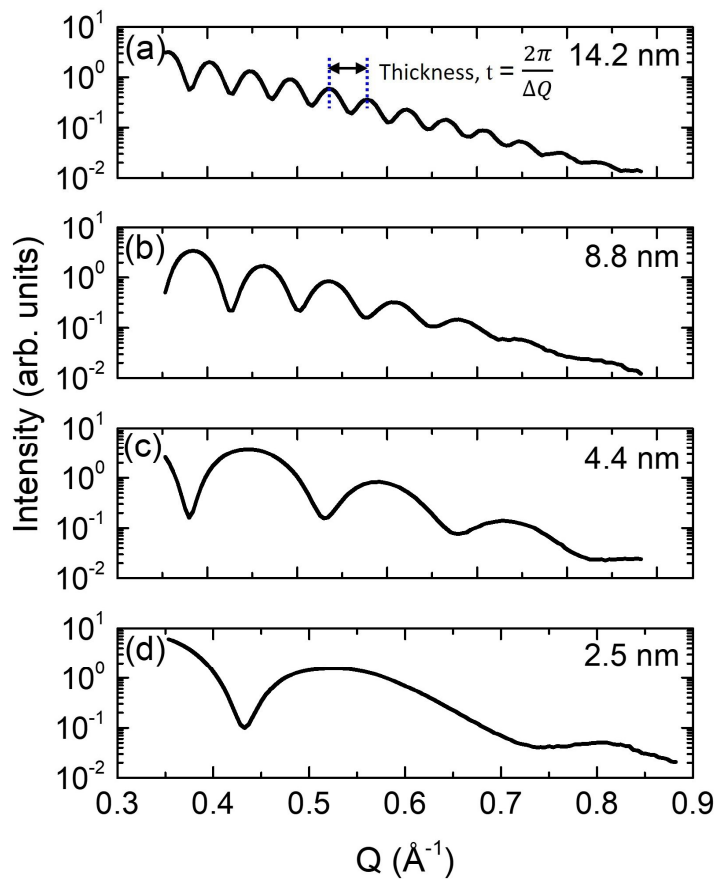 (a)
Thickness, t = 2π/ΔQ
14.2 nm
10¹
10⁰
10⁻¹
10⁻²
(b)
8.8 nm
10¹
10⁰
10⁻¹
10⁻²
(c)
4.4 nm
10¹
10⁰
10⁻¹
10⁻²
(d)
2.5 nm
10¹
10⁰
10⁻¹
10⁻²
Intensity (arb. units)
0.3 0.4 0.5 0.6 0.7 0.8 0.9
Q (Å⁻¹)